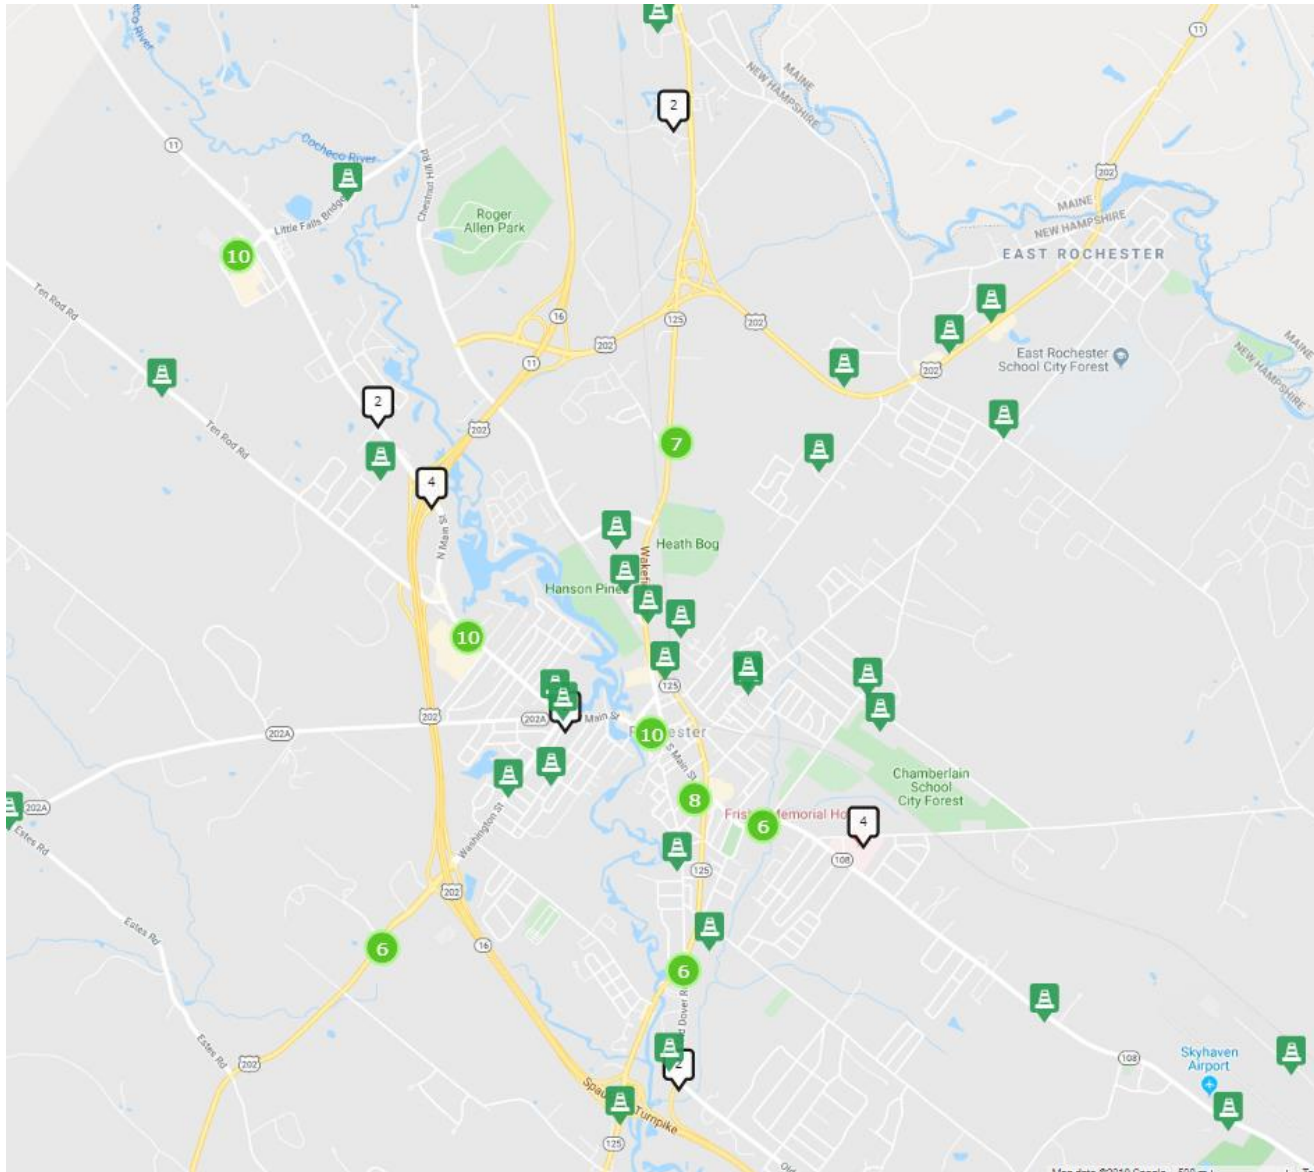 Cocheco
River
11
2
MAINE
NEW HAMPSHIRE
11
Cocheco River
Chestnut Hill Rd
Little Falls Bridge
10
Roger
Allen Park
202
MAINE
NEW HAMPSHIRE
EAST ROCHESTER
Ten Rod Rd
16
125
202
202
11
202
East Rochester
School City Forest
MAINE
NEW HAMPSHIRE
2
Ten Rod Rd
202
7
4
N Main St
Heath Bog
Hanson Pines
10
125
202
202A
202A
Main St
10
S Main St
Chamberlain
School
City Forest
8
6
4
108
202A
Estes Rd
Washington St
125
202
Estes Rd
6
16
6
Estes Rd
202
2
108
Skyhaven
Airport
Turnpike
125